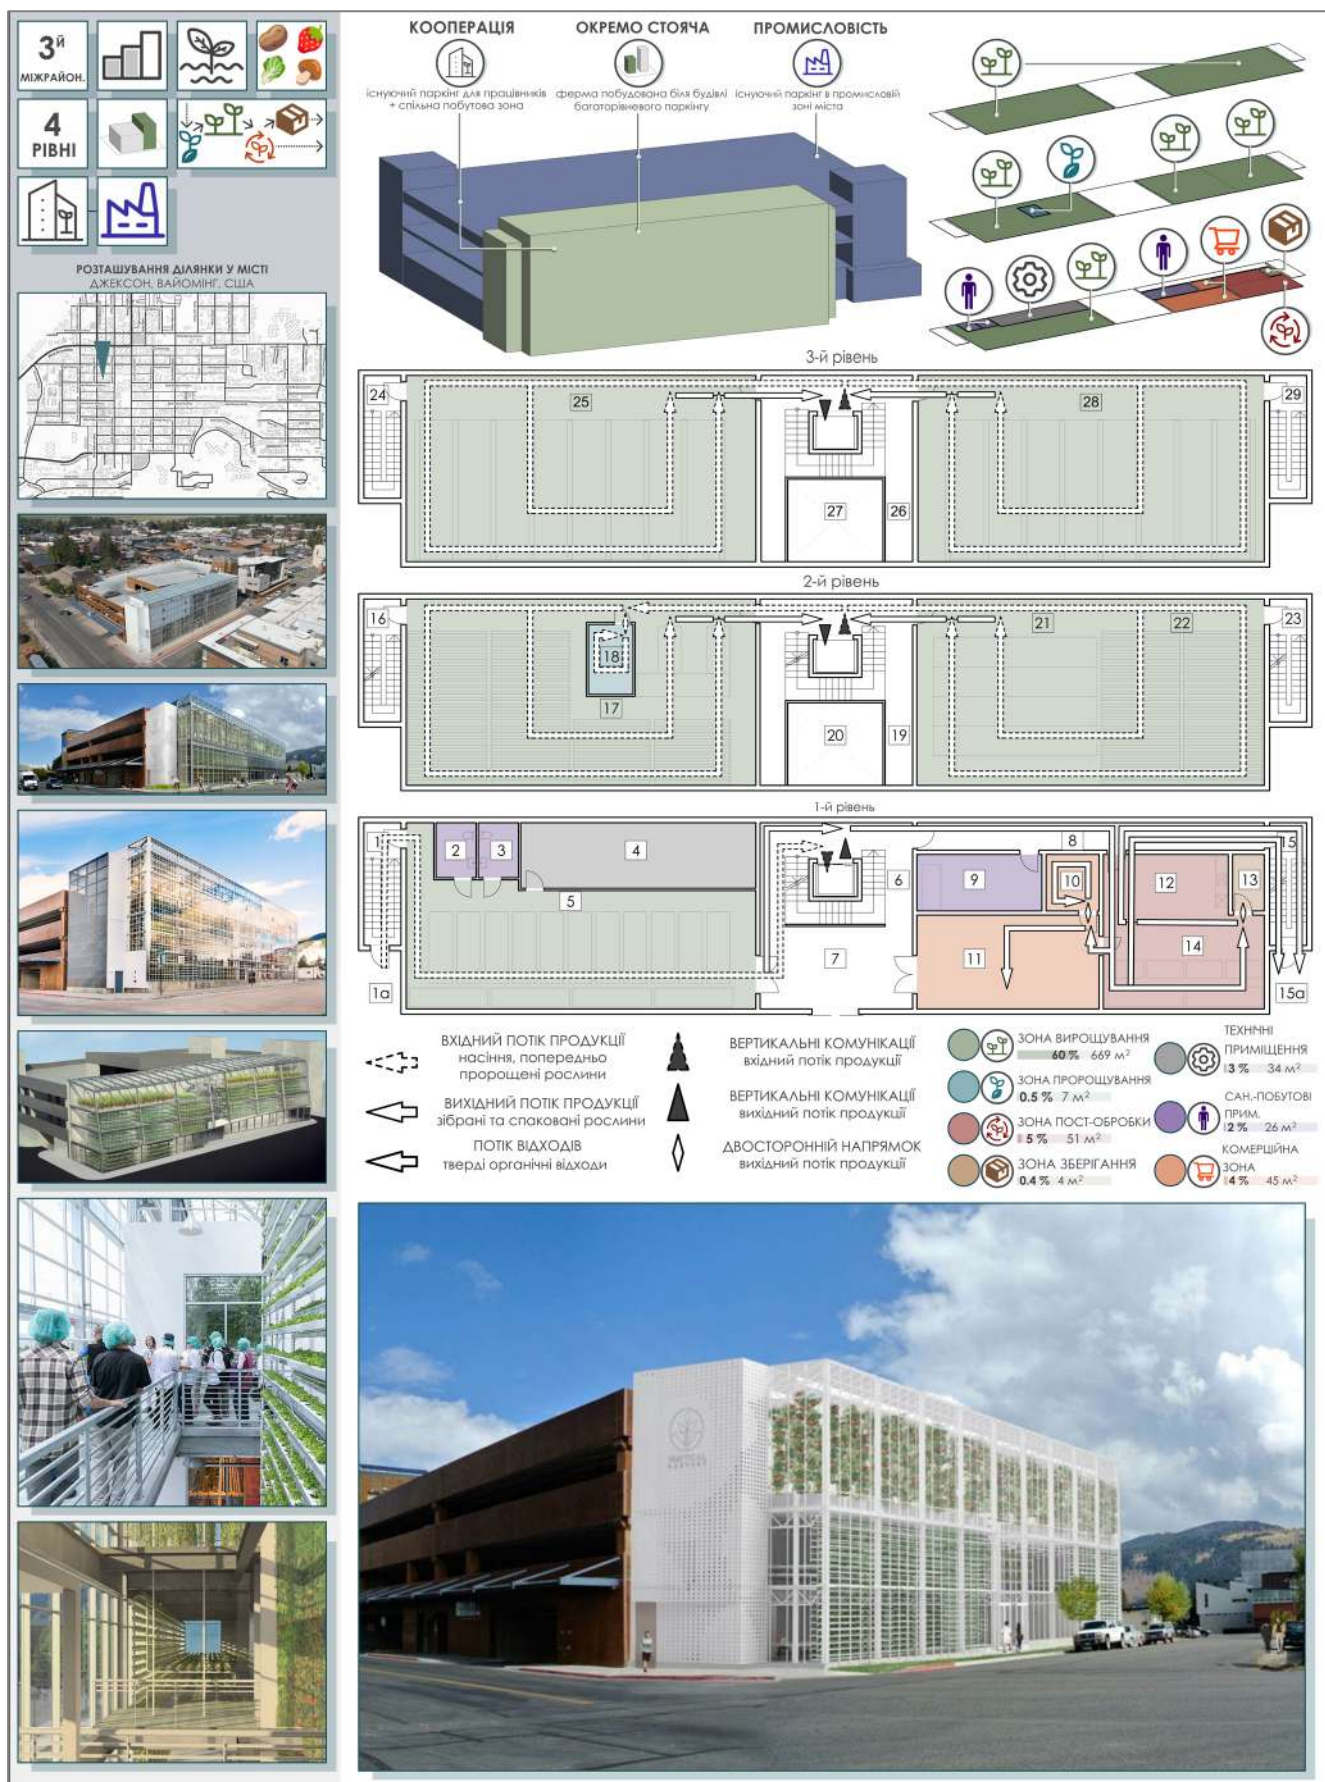 3й
МІЖРАЙОН.
4
РІВНІ
РОЗТАШУВАННЯ ДІЛЯНКИ У МІСТІ
ДЖЕКСОН, ВАЙОМІНГ, США
КООПЕРАЦІЯ
існуючий паркінг для працівників
+ спільна побутова зона
ОКРЕМО СТОЯЧА
ферма побудована біля будівлі
багаторівневого паркінгу
ПРОМИСЛОВІСТЬ
існуючий паркінг в промисловій
зоні міста
3-й рівень
24
25
27
26
28
29
2-й рівень
16
18
17
20
19
21
22
23
1-й рівень
1
2
3
4
5
6
7
8
9
10
11
12
13
14
15
1а
15а
ВХІДНИЙ ПОТІК ПРОДУКЦІЇ
насіння, попередньо
пророщені рослини
ВИХІДНИЙ ПОТІК ПРОДУКЦІЇ
зібрані та спаковані рослини
ПОТІК ВІДХОДІВ
тверді органічні відходи
ВЕРТИКАЛЬНІ КОМУНІКАЦІЇ
вхідний потік продукції
ВЕРТИКАЛЬНІ КОМУНІКАЦІЇ
вихідний потік продукції
ДВОСТОРОННІЙ НАПРЯМОК
вихідний потік продукції
ЗОНА ВИРОЩУВАННЯ
60 % 669 м²
ЗОНА ПРОРОЩУВАННЯ
0.5 % 7 м²
ЗОНА ПОСТ-ОБРОБКИ
5 % 51 м²
ЗОНА ЗБЕРІГАННЯ
0.4 % 4 м²
ТЕХНІЧНІ
ПРИМІЩЕННЯ
3 % 34 м²
САН.-ПОБУТОВІ
ПРИМ.
2 % 26 м²
КОМЕРЦІЙНА
ЗОНА
4 % 45 м²